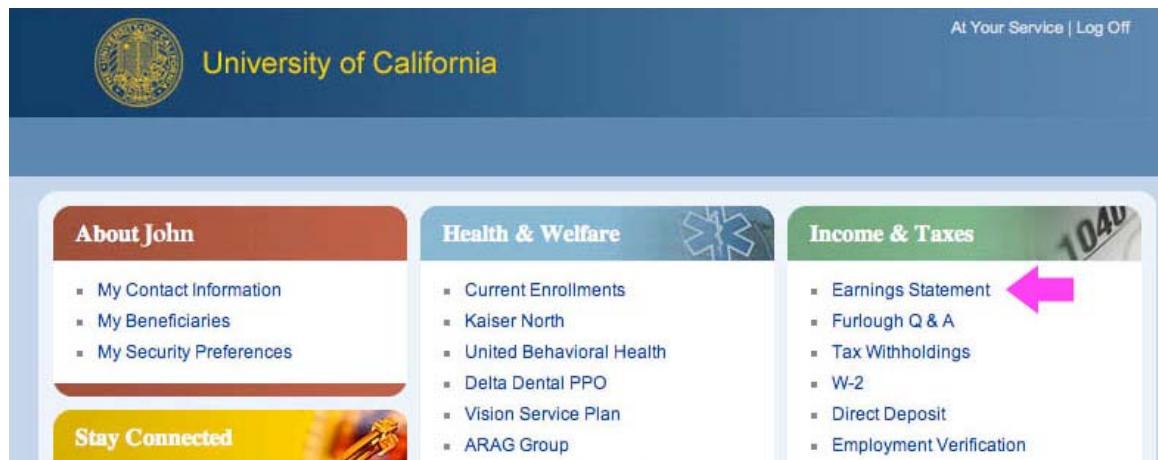 At Your Service | Log Off
University of California
About John
My Contact Information
My Beneficiaries
My Security Preferences
Stay Connected
Health & Welfare
Current Enrollments
Kaiser North
United Behavioral Health
Delta Dental PPO
Vision Service Plan
ARAG Group
Income & Taxes
1040
Earnings Statement
Furlough Q & A
Tax Withholdings
W-2
Direct Deposit
Employment Verification